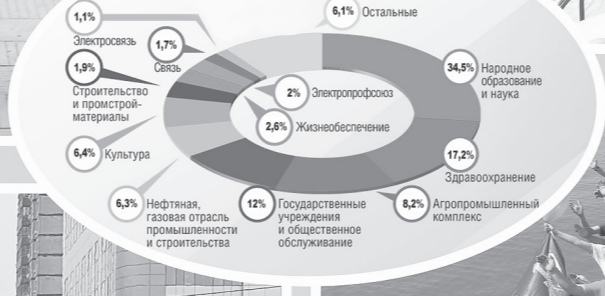 6,1% Остальные
1,1%
Электросвязь
1,7%
Связь
1,9%
Строительство
и промстрой-
материалы
34,5% Народное
образование
и наука
2% Электропрофсоюз
2,6% Жизнеобеспечение
6,4% Культура
17,2%
Здравоохранение
6,3% Нефтяная,
газовая отрасль
промышленности
и строительства
12% Государственные
учреждения
и общественное
обслуживание
8,2% Агропромышленный
комплекс